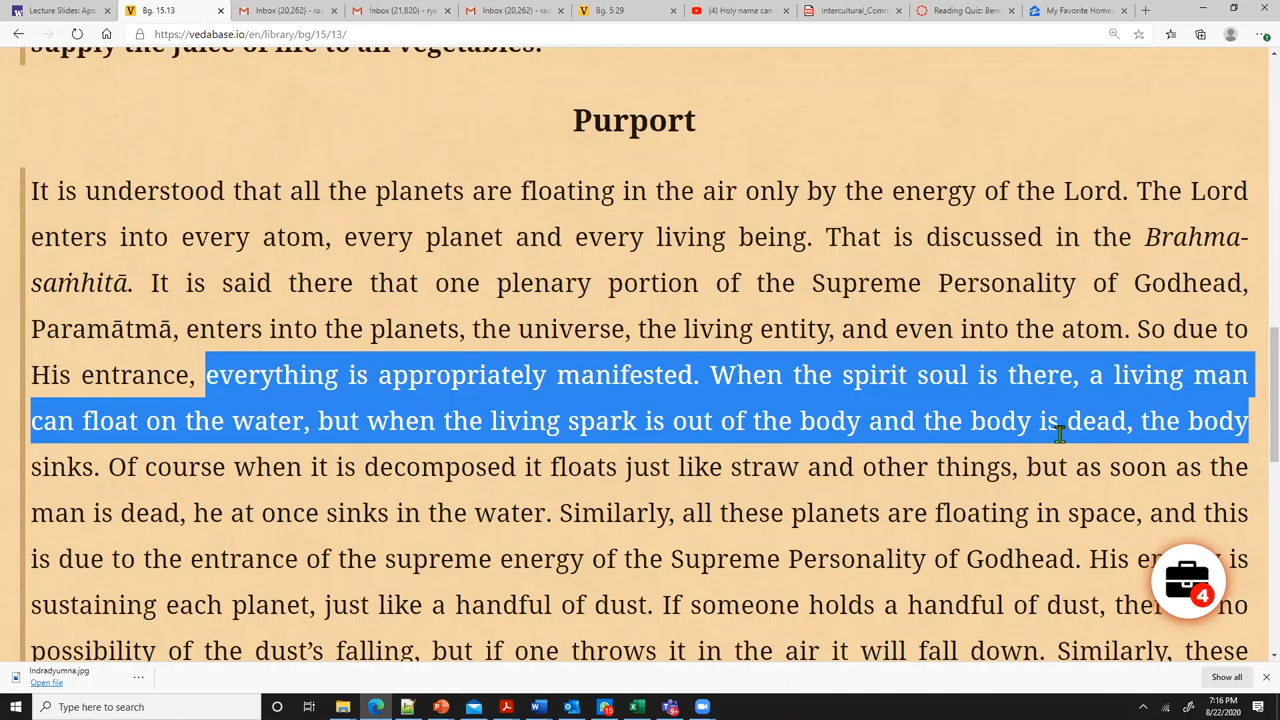 Lecture Slides: Apo
Bg. 15.13
Inbox (20,262) - ra
Inbox (21,820) - rye
Inbox (20,262) - rad
Bg. 5.29
(4) Holy name can
Intercultural_Comm
Reading Quiz: Ben
My Favorite Home
https://vedabase.io/en/library/bg/15/13/
supply the juice of life to all vegetables.
Purport
It is understood that all the planets are floating in the air only by the energy of the Lord. The Lord
enters into every atom, every planet and every living being. That is discussed in the Brahma-
saṁhitā. It is said there that one plenary portion of the Supreme Personality of Godhead,
Paramātmā, enters into the planets, the universe, the living entity, and even into the atom. So due to
His entrance, everything is appropriately manifested. When the spirit soul is there, a living man
can float on the water, but when the living spark is out of the body and the body is dead, the body
sinks. Of course when it is decomposed it floats just like straw and other things, but as soon as the
man is dead, he at once sinks in the water. Similarly, all these planets are floating in space, and this
is due to the entrance of the supreme energy of the Supreme Personality of Godhead. His en is
sustaining each planet, just like a handful of dust. If someone holds a handful of dust, the no
possibility of the dust's falling, but if one throws it in the air it will fall down. Similarly, these
4
Indradyumna.jpg
Open file
Show all
Type here to search
7:16 PM
8/22/2020